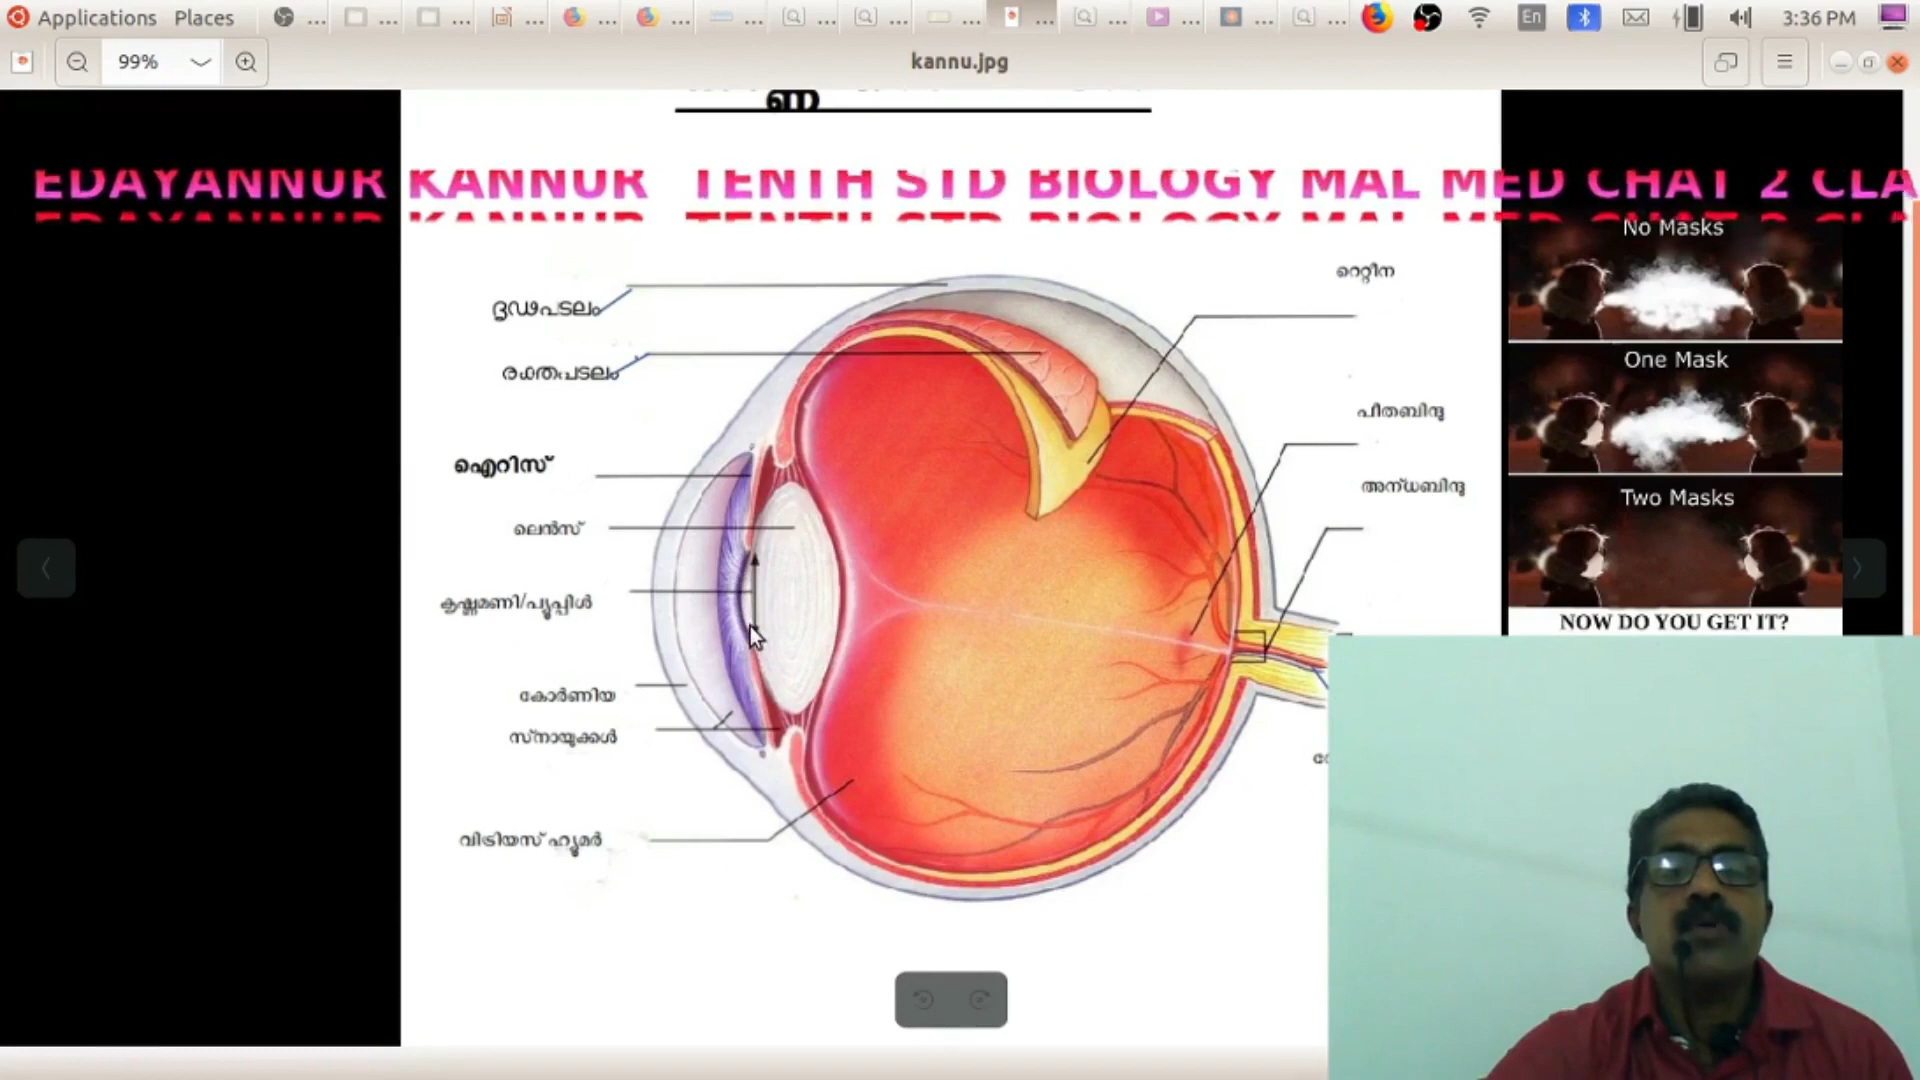 Applications Places
En
3:36 PM
99%
kannu.jpg
EDAYANNUR KANNUR TENTH STD BIOLOGY MAL MED CHAT 2 CLA
No Masks
One Mask
Two Masks
NOW DO YOU GET IT?
ദൃഢപടലം
രക്തപടലം
ഐറിസ്
ലെൻസ്
കൃഷ്ണമണി/പ്യൂപ്പിൾ
കോർണിയ
സ്നായുക്കൾ
വിട്രിയസ് ഹ്യൂമർ
റെറ്റിന
പീതബിന്ദു
അന്ധബിന്ദു